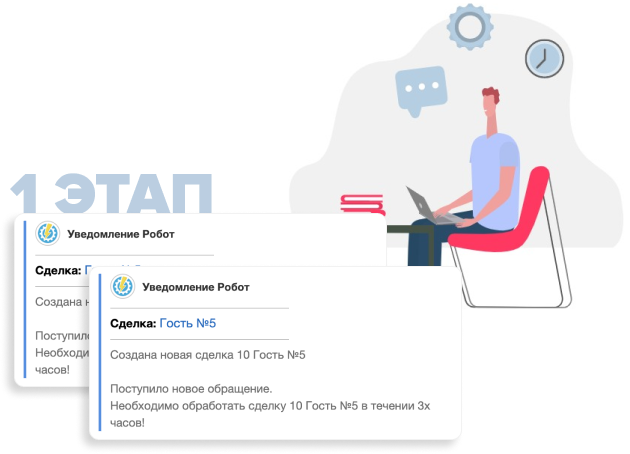 1 ЭТАП
Уведомление Робот
Сделка:
Создана
Поступило
Необходи
часов!
Уведомление Робот
Сделка: Гость №5
Создана новая сделка 10 Гость №5
Поступило новое обращение.
Необходимо обработать сделку 10 Гость №5 в течении 3х
часов!